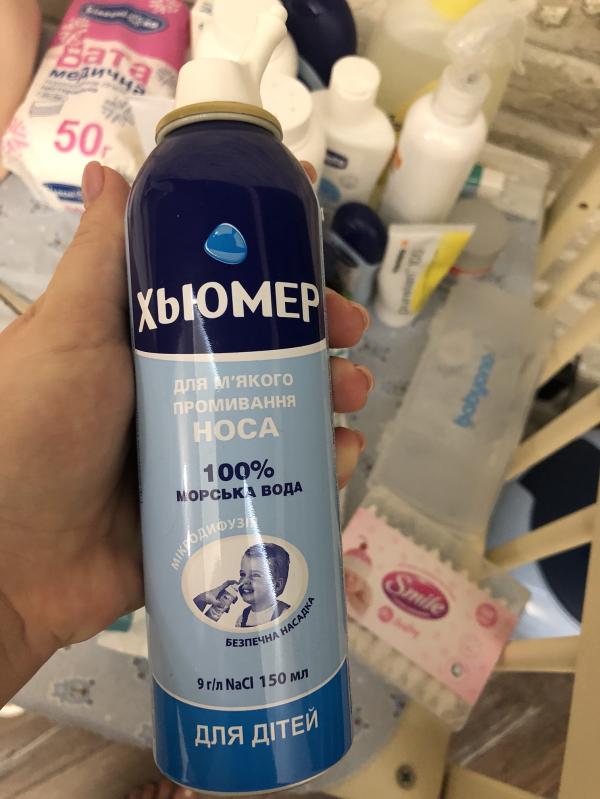 Вата
медична
50г
ХЬЮМЕР
ДЛЯ М'ЯКОГО
ПРОМИВАННЯ
НОСА
100%
МОРСЬКА ВОДА
МІКРОДИФУЗІЯ
БЕЗПЕЧНА НАСАДКА
9 г/л NaCl 150 мл
ДЛЯ ДІТЕЙ
babyono
Smile
baby